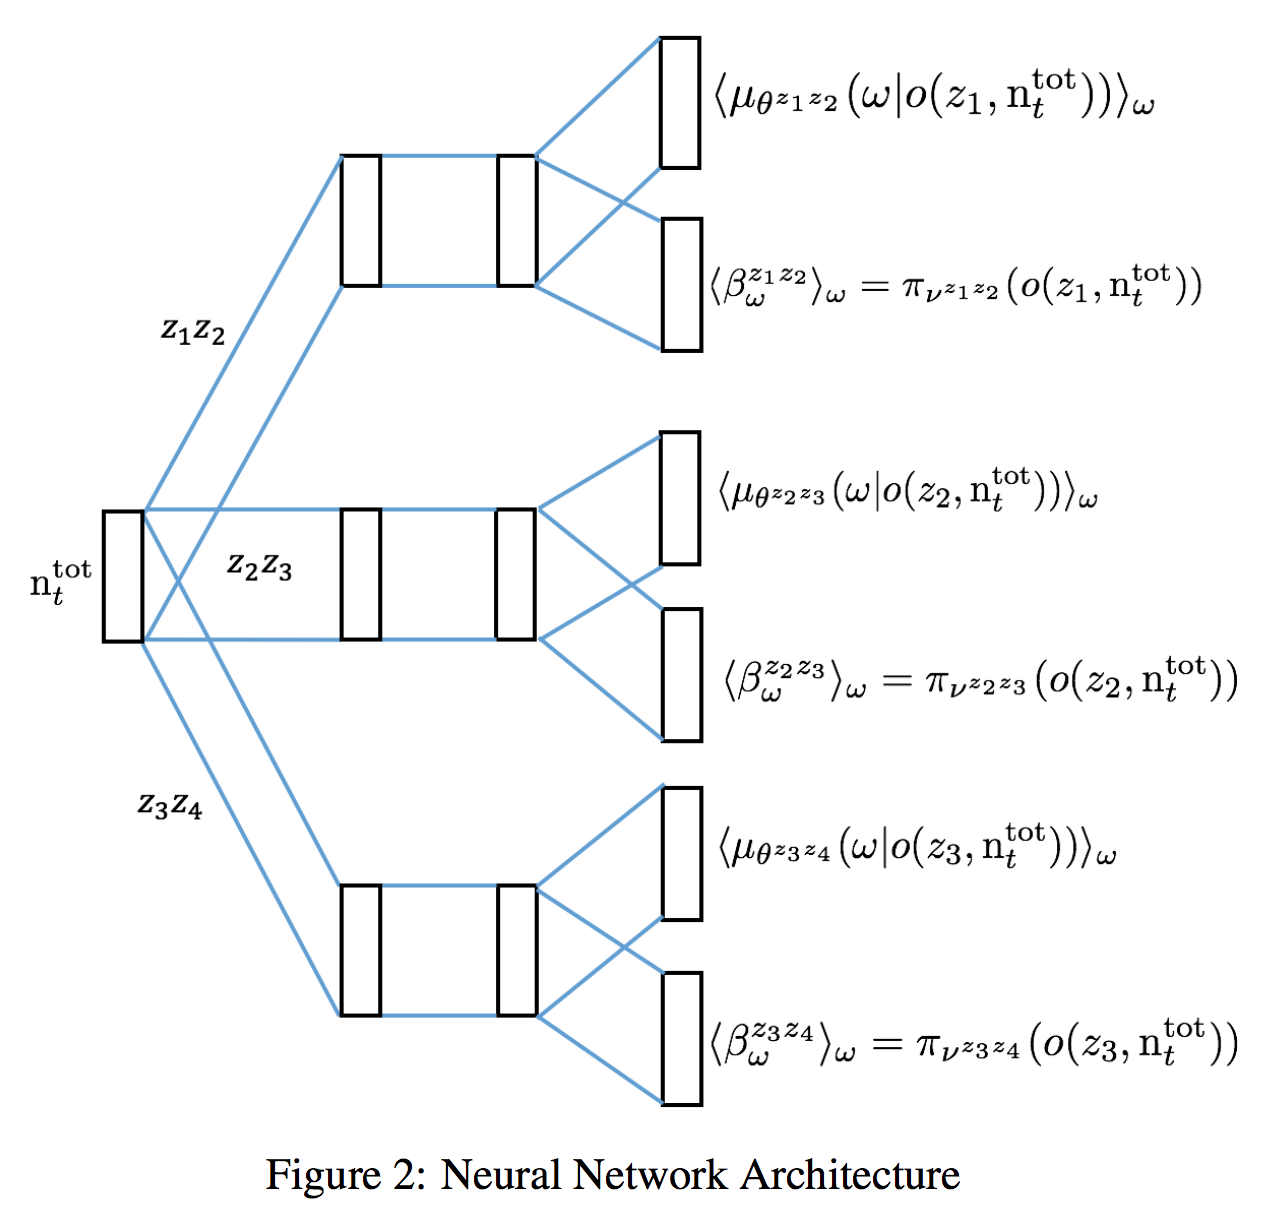 ⟨μ_{θ^{z_1 z_2}}(ω|o(z_1, n_t^{tot}))⟩_ω
⟨β_ω^{z_1 z_2}⟩_ω = π_{ν^{z_1 z_2}}(o(z_1, n_t^{tot}))
z_1z_2
⟨μ_{θ^{z_2 z_3}}(ω|o(z_2, n_t^{tot}))⟩_ω
n_t^{tot}
z_2z_3
⟨β_ω^{z_2 z_3}⟩_ω = π_{ν^{z_2 z_3}}(o(z_2, n_t^{tot}))
z_3z_4
⟨μ_{θ^{z_3 z_4}}(ω|o(z_3, n_t^{tot}))⟩_ω
⟨β_ω^{z_3 z_4}⟩_ω = π_{ν^{z_3 z_4}}(o(z_3, n_t^{tot}))
Figure 2: Neural Network Architecture